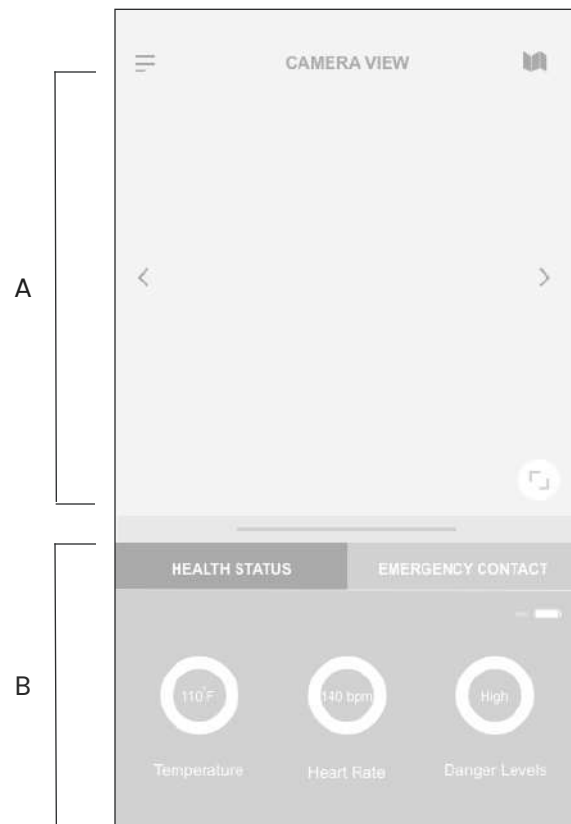 CAMERA VIEW
A
HEALTH STATUS
EMERGENCY CONTACT
B
110°F
140 bpm
High
Temperature
Heart Rate
Danger Levels